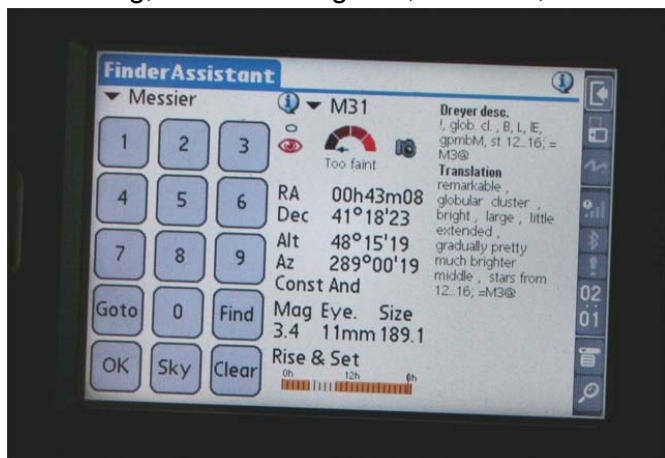 FinderAssistant
Messier
1 2 3
4 5 6
7 8 9
Goto 0 Find
OK Sky Clear
M31
Too faint
RA 00h43m08
Dec 41°18'23
Alt 48°15'19
Az 289°00'19
Const And
Mag Eye. Size
3.4 11mm 189.1
Rise & Set
0h 12h
Dreyer desc.
!, glob. cl. , B, L, lE,
gpmbM, st 12..16; =
M3@
Translation
remarkable ,
globular cluster ,
bright , large , little
extended ,
gradually pretty
much brighter
middle , stars from
12..16; =M3@
02
01